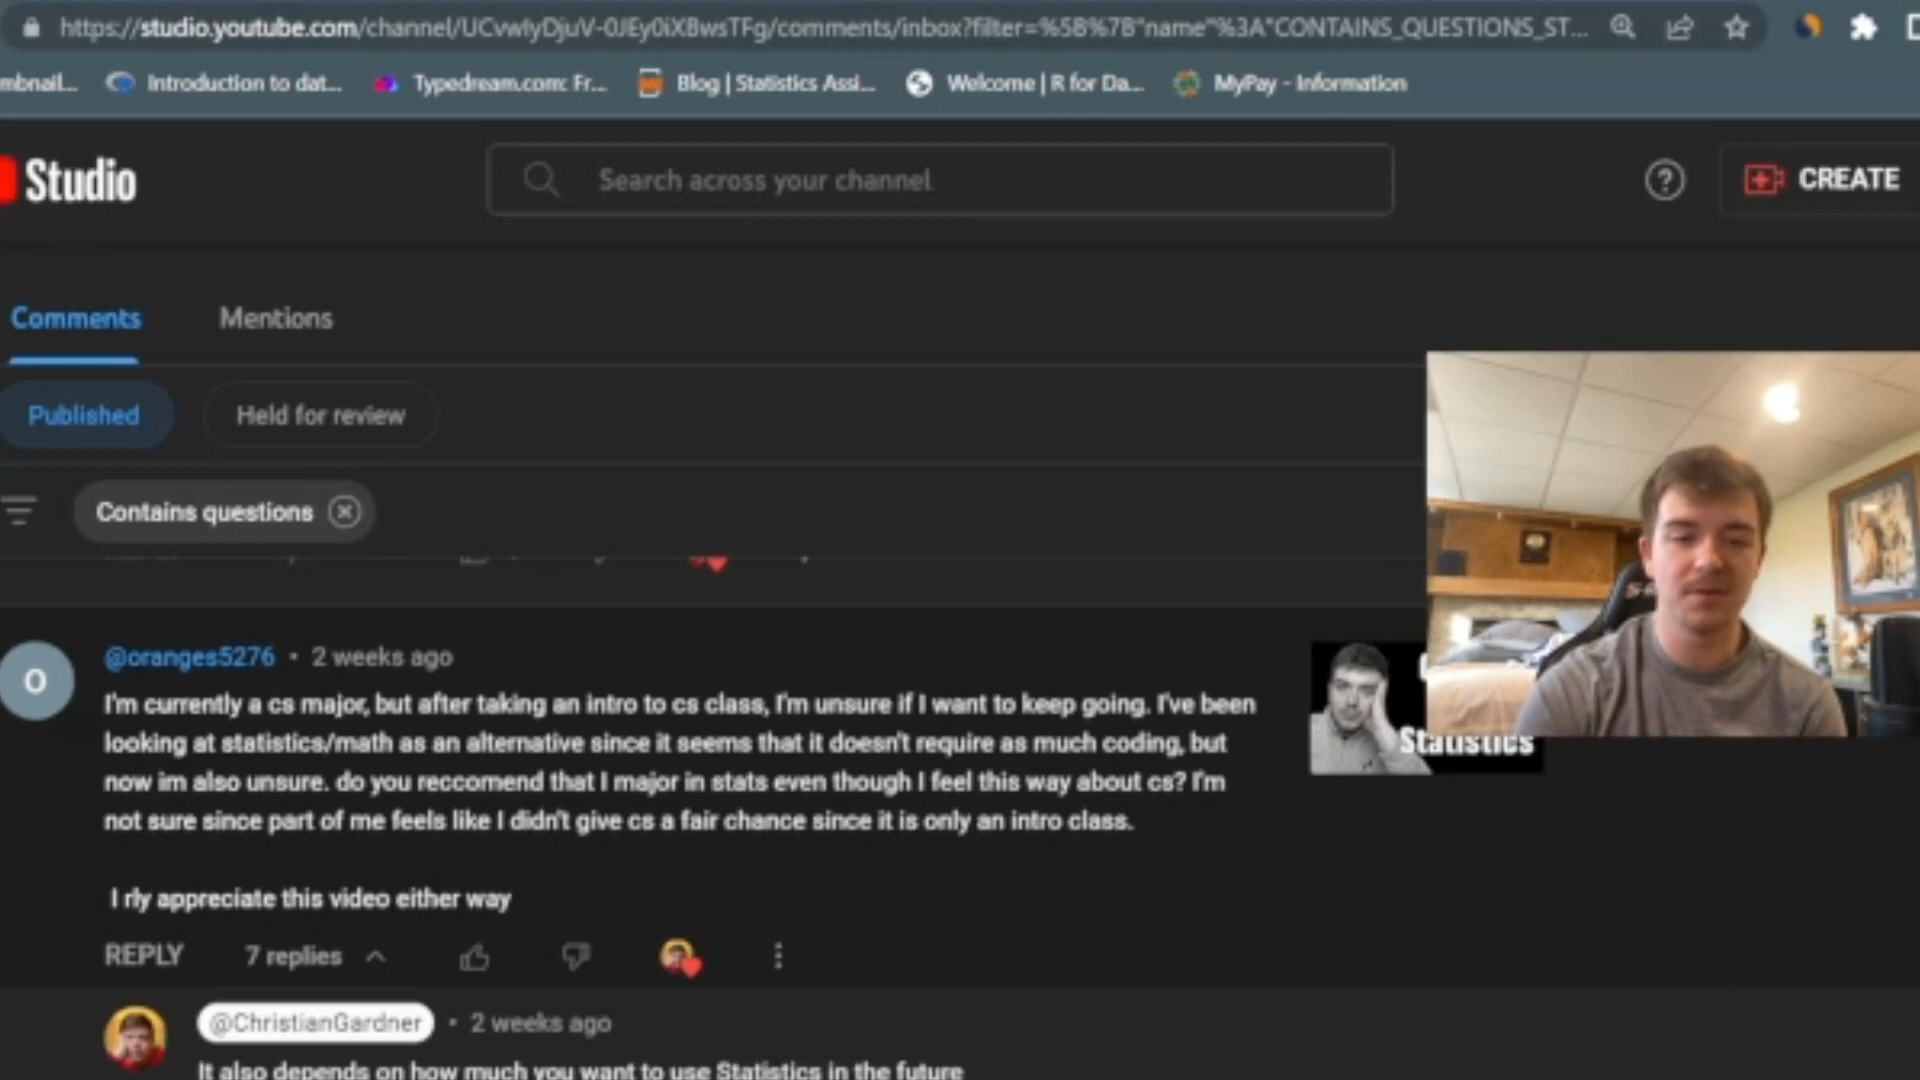 https://studio.youtube.com/channel/UCvwIyDjuV-0JEy0iXBwsTFg/comments/inbox?filter=%5B%7B"name"%3A"CONTAINS_QUESTIONS_ST...
mbnail... Introduction to dat... Typedream.com: Fr... Blog | Statistics Assi... Welcome | R for Da... MyPay - Information
Studio Search across your channel ? CREATE
Comments Mentions
Published Held for review
Contains questions
O @oranges5276 • 2 weeks ago
I'm currently a cs major, but after taking an intro to cs class, I'm unsure if I want to keep going. I've been
looking at statistics/math as an alternative since it seems that it doesn't require as much coding, but
now im also unsure. do you reccomend that I major in stats even though I feel this way about cs? I'm
not sure since part of me feels like I didn't give cs a fair chance since it is only an intro class.
I rly appreciate this video either way
Statistics
REPLY 7 replies
@ChristianGardner • 2 weeks ago
It also depends on how much you want to use Statistics in the future